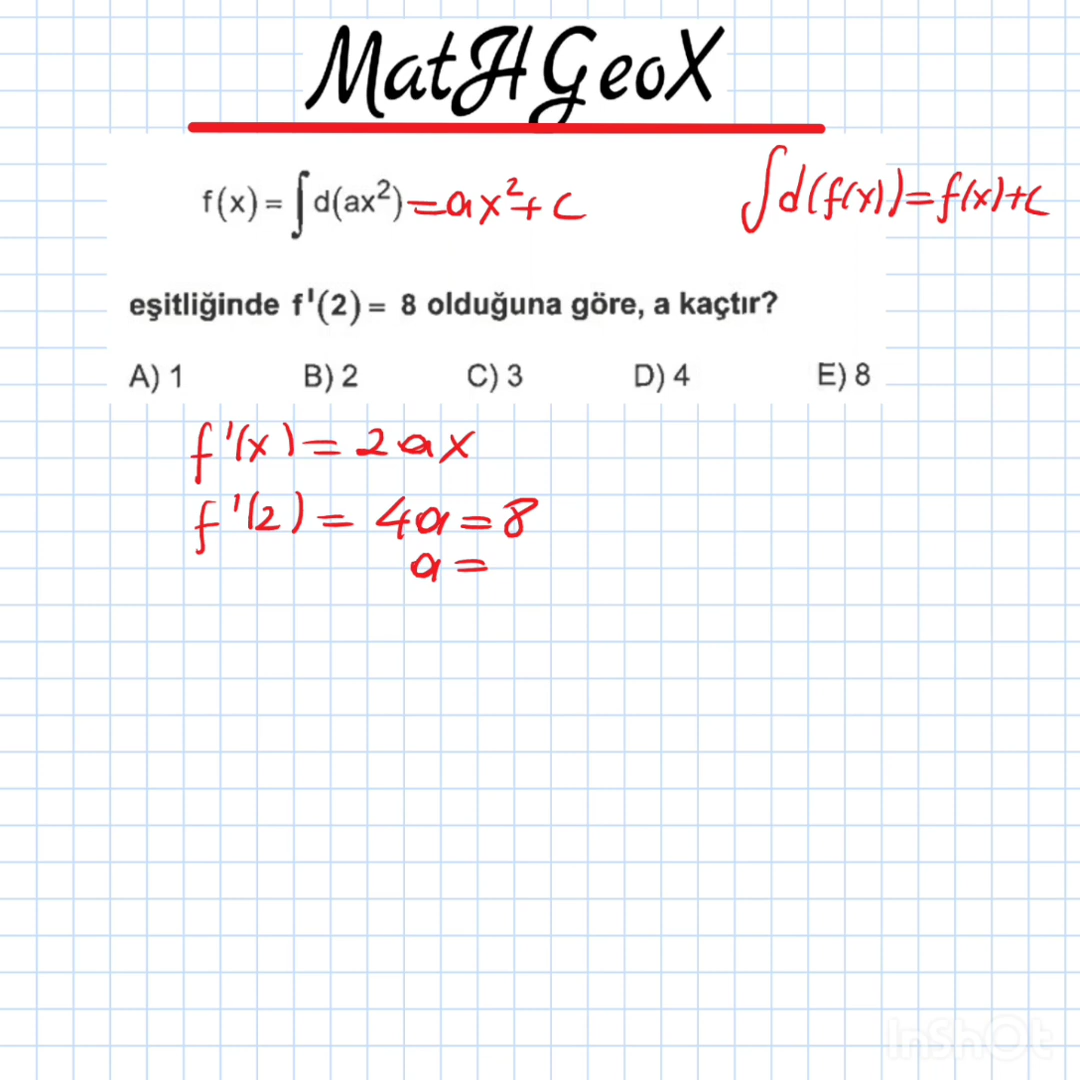 MatHGeoX
f(x) = ∫d(ax²) = ax² + c
∫d(f(x)) = f(x) + c
eşitliğinde f'(2) = 8 olduğuna göre, a kaçtır?
A) 1 B) 2 C) 3 D) 4 E) 8
f'(x) = 2ax
f'(2) = 4a = 8
a =
InShOt